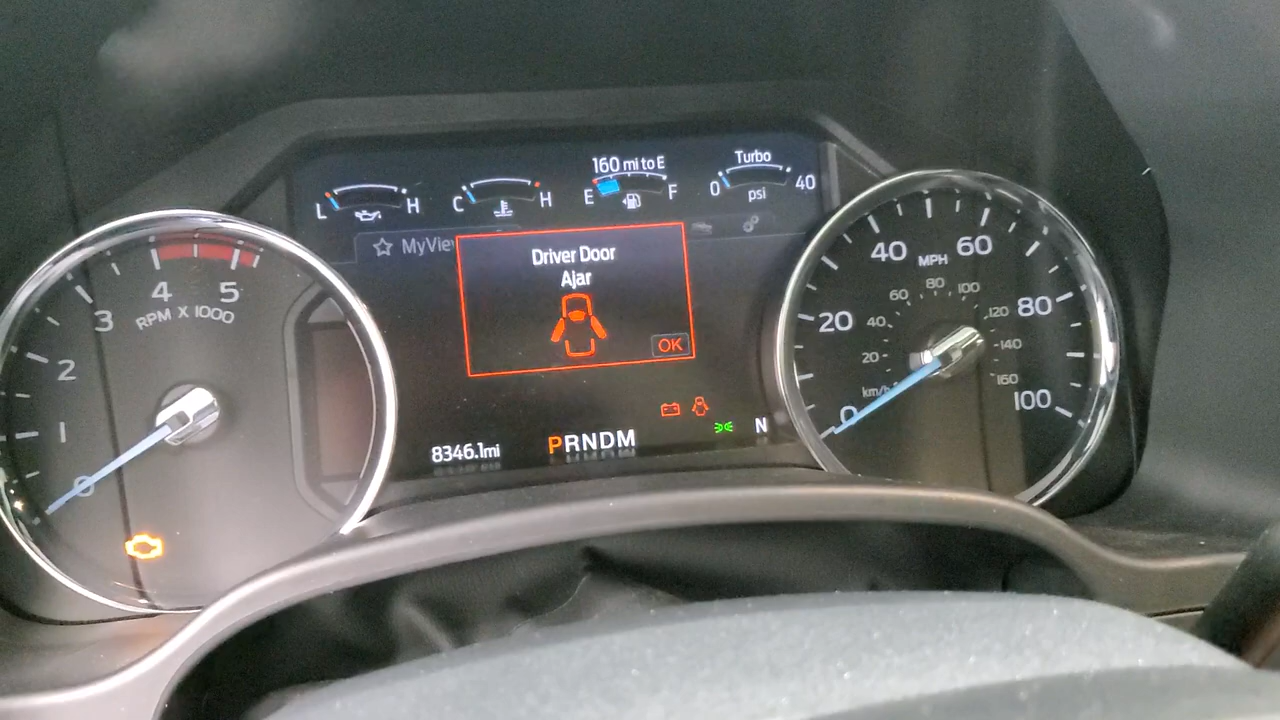 160 mi to E
Turbo
L H
C H
E F
0 40
psi
MyView
Driver Door
Ajar
OK
8346.1mi
PRNDM
N
0 1 2 3 4 5
RPM X 1000
0 20 40 60 80 100
MPH
20 40 60 80 100 120 140 160
km/h